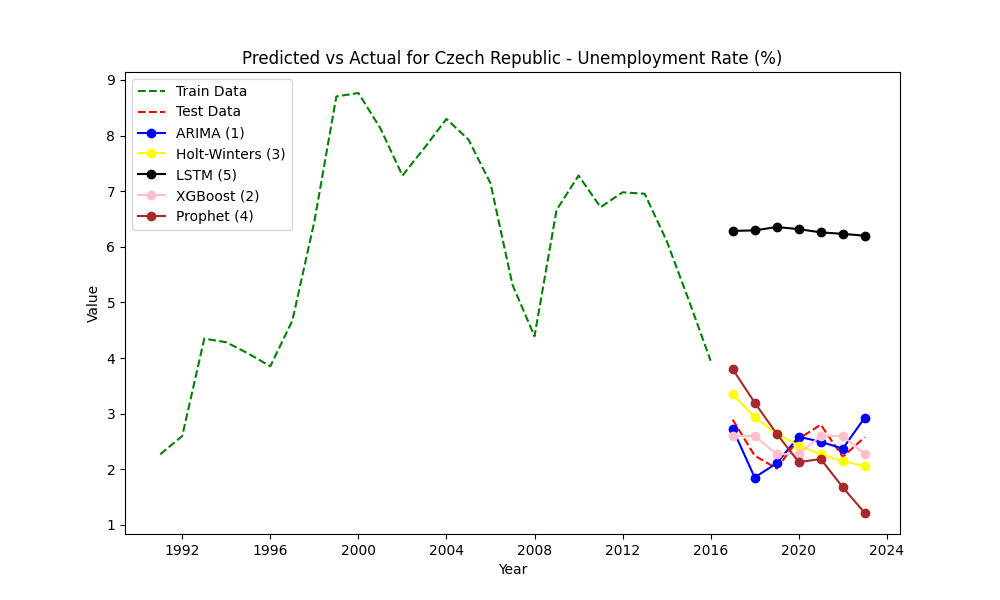 Predicted vs Actual for Czech Republic - Unemployment Rate (%)
9
8
7
6
5
4
3
2
1
Value
Train Data
Test Data
ARIMA (1)
Holt-Winters (3)
LSTM (5)
XGBoost (2)
Prophet (4)
1992 1996 2000 2004 2008 2012 2016 2020 2024
Year